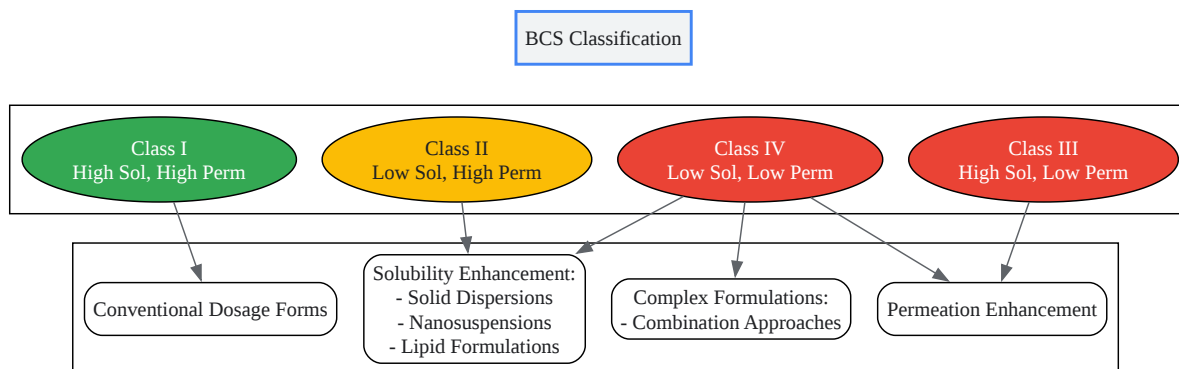 BCS Classification
Class I
High Sol, High Perm
Class II
Low Sol, High Perm
Class IV
Low Sol, Low Perm
Class III
High Sol, Low Perm
Conventional Dosage Forms
Solubility Enhancement:
- Solid Dispersions
- Nanosuspensions
- Lipid Formulations
Complex Formulations:
- Combination Approaches
Permeation Enhancement